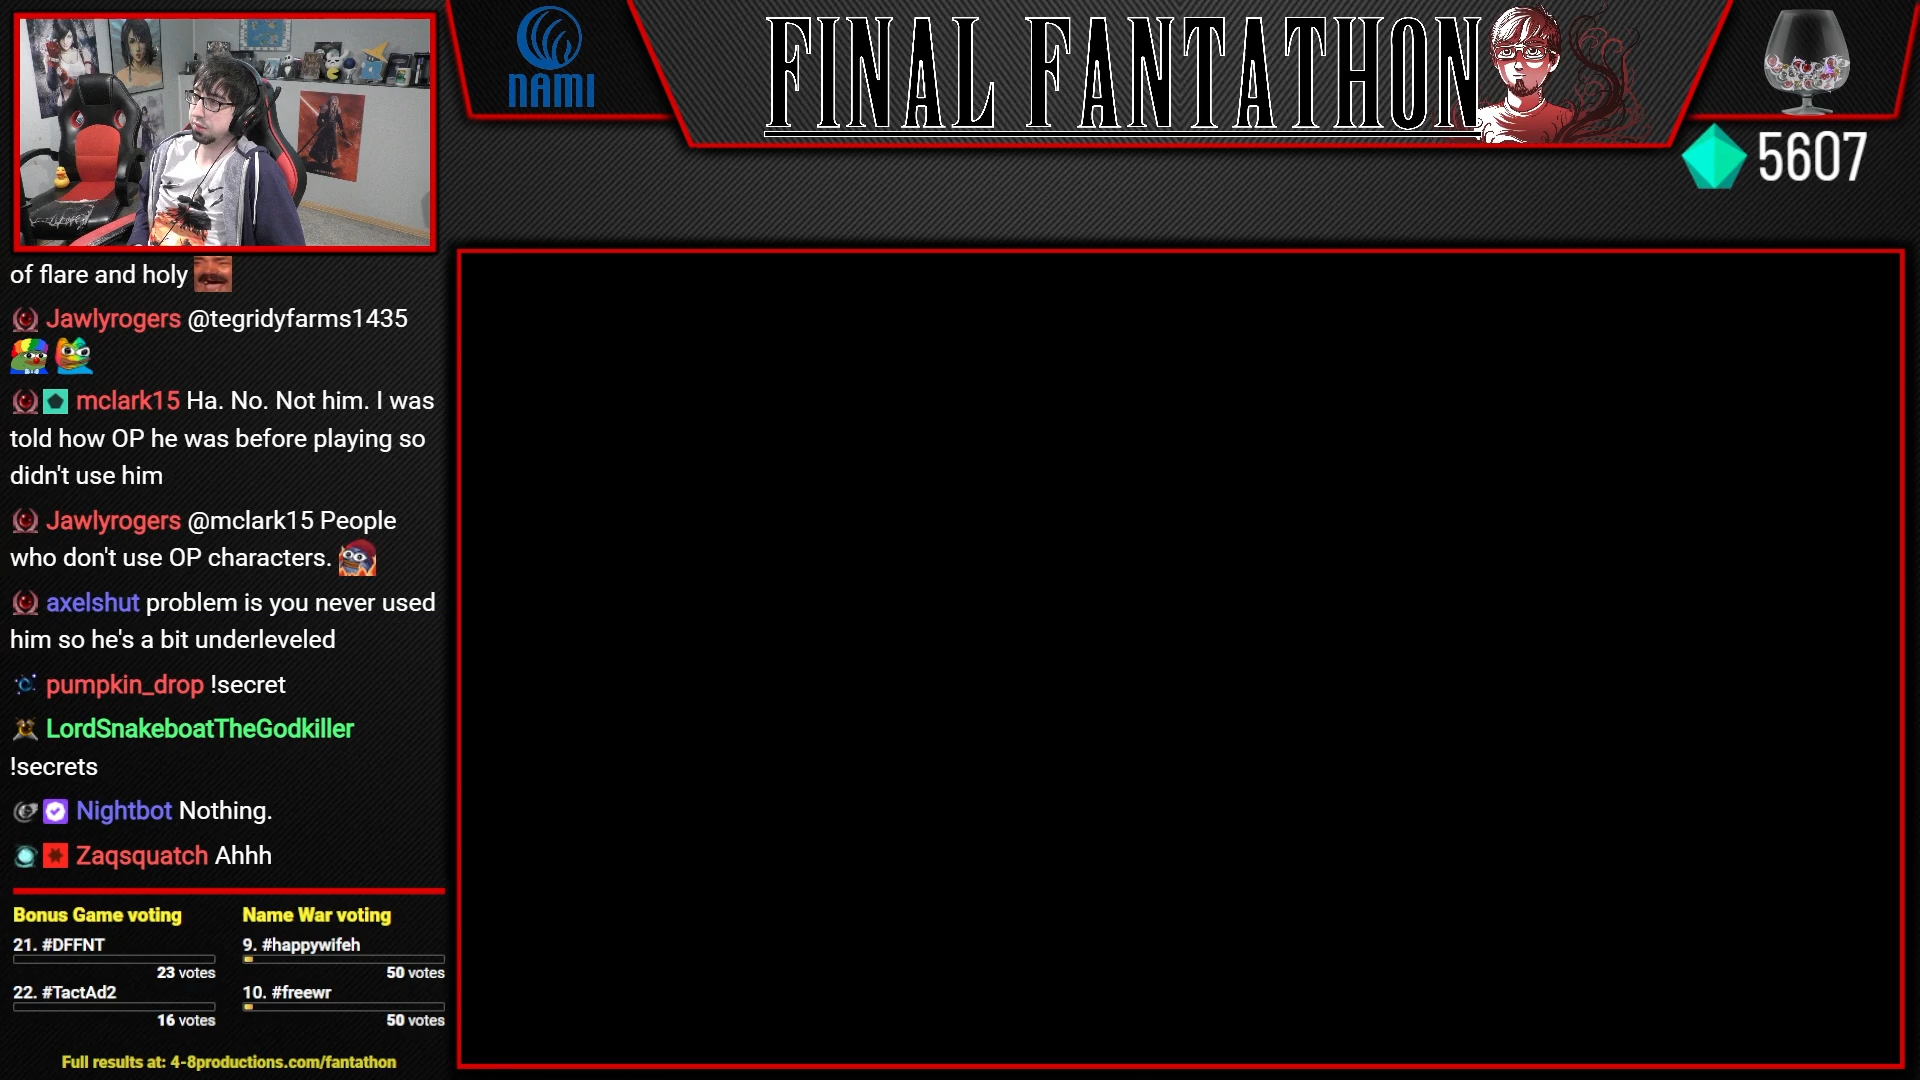 NAMI
FINAL FANTATHON
5607
of flare and holy
Jawlyrogers @tegridyfarms1435
mclark15 Ha. No. Not him. I was
told how OP he was before playing so
didn't use him
Jawlyrogers @mclark15 People
who don't use OP characters.
axelshut problem is you never used
him so he's a bit underleveled
pumpkin_drop !secret
LordSnakeboatTheGodkiller
!secrets
Nightbot Nothing.
Zaqsquatch Ahhh
Bonus Game voting
21. #DFFNT
23 votes
22. #TactAd2
16 votes
Name War voting
9. #happywifeh
50 votes
10. #freewr
50 votes
Full results at: 4-8productions.com/fantathon